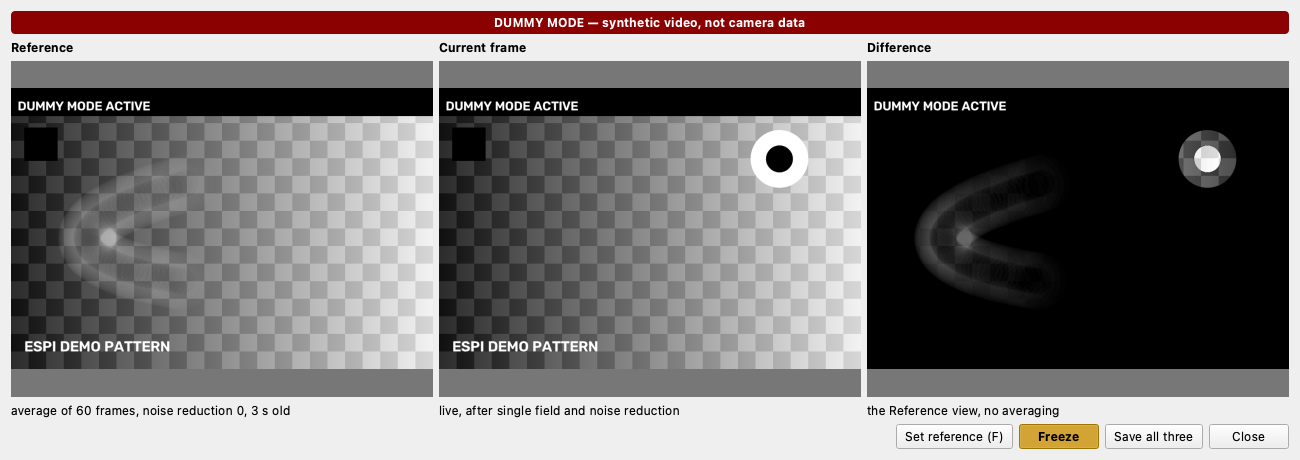 DUMMY MODE — synthetic video, not camera data
Reference
Current frame
Difference
DUMMY MODE ACTIVE
DUMMY MODE ACTIVE
DUMMY MODE ACTIVE
ESPI DEMO PATTERN
ESPI DEMO PATTERN
average of 60 frames, noise reduction 0, 3 s old
live, after single field and noise reduction
the Reference view, no averaging
Set reference (F)
Freeze
Save all three
Close